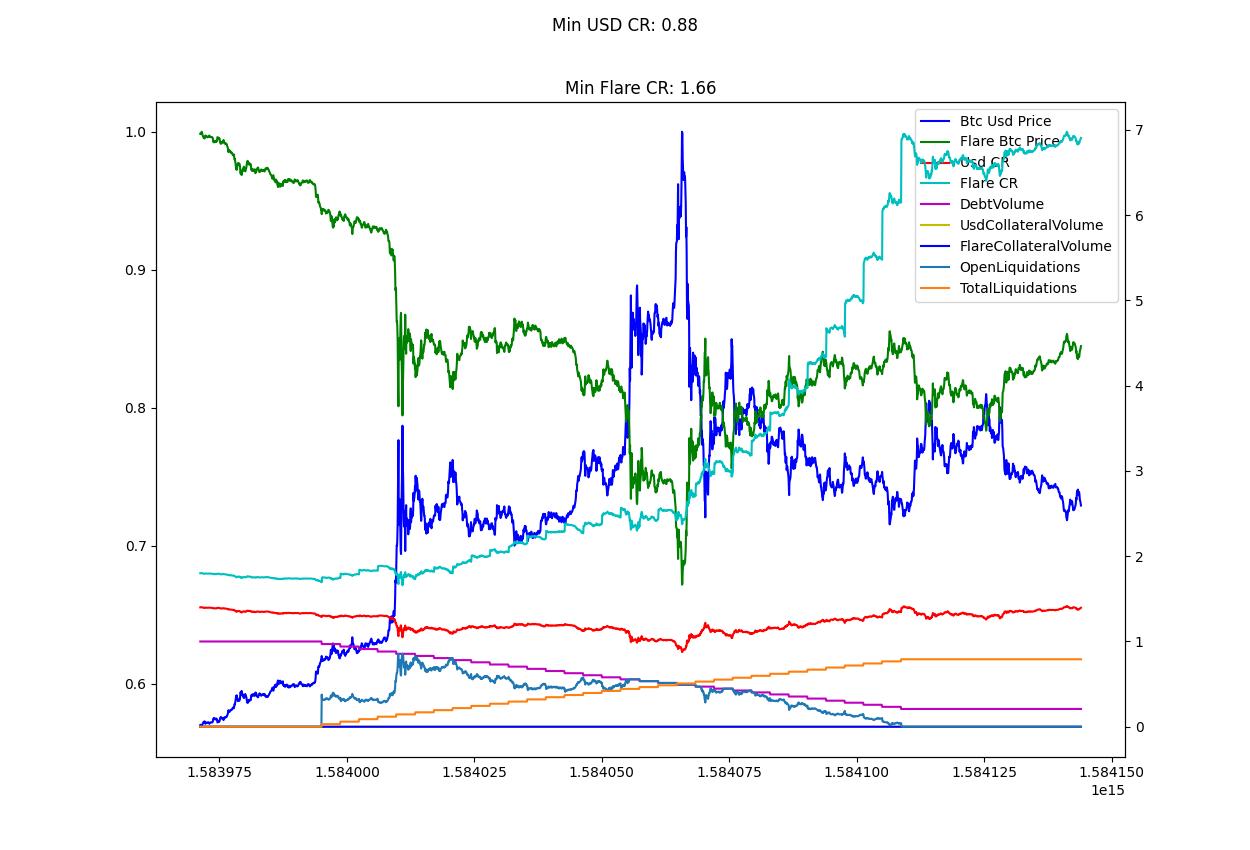 Min USD CR: 0.88
Min Flare CR: 1.66
1.0
0.9
0.8
0.7
0.6
7
6
5
4
3
2
1
0
Btc Usd Price
Flare Btc Price
Usd CR
Flare CR
DebtVolume
UsdCollateralVolume
FlareCollateralVolume
OpenLiquidations
TotalLiquidations
1.583975 1.584000 1.584025 1.584050 1.584075 1.584100 1.584125 1.584150
1e15